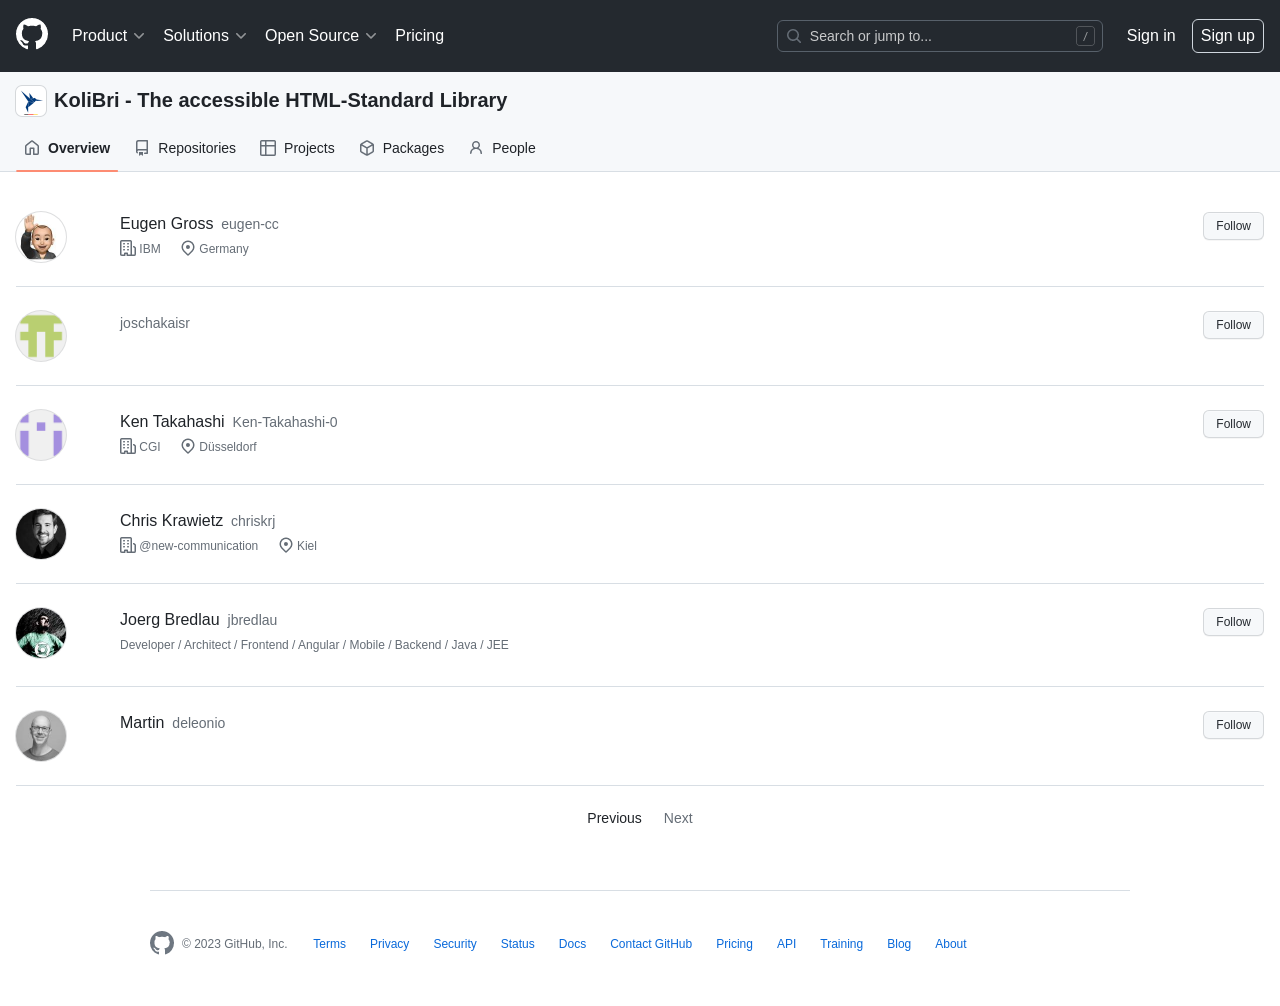 Product Solutions Open Source Pricing Search or jump to... / Sign in Sign up
KoliBri - The accessible HTML-Standard Library
Overview Repositories Projects Packages People
Eugen Gross eugen-cc Follow
IBM Germany
joschakaisr Follow
Ken Takahashi Ken-Takahashi-0 Follow
CGI Düsseldorf
Chris Krawietz chriskrj
@new-communication Kiel
Joerg Bredlau jbredlau Follow
Developer / Architect / Frontend / Angular / Mobile / Backend / Java / JEE
Martin deleonio Follow
Previous Next
© 2023 GitHub, Inc. Terms Privacy Security Status Docs Contact GitHub Pricing API Training Blog About